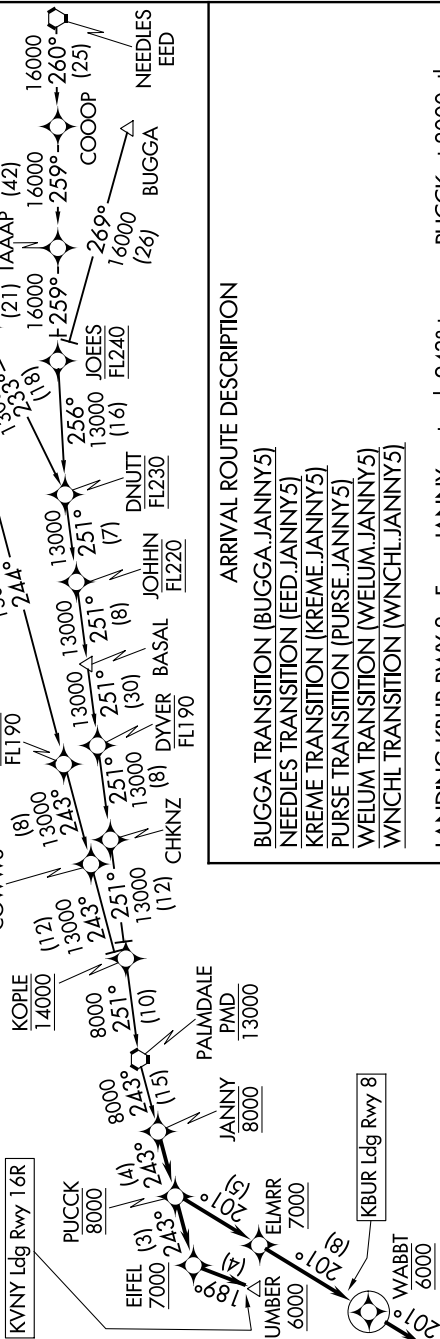 NEEDLES
EED
16000
260°
(25)
COOOP
16000
259°
(42)
TAAAP
16000
259°
(21)
BUGGA
269°
16000
(26)
JOEES
FL240
256°
13000
(16)
233°
(18)
DNUTT
FL230
13000
251°
(7)
JOHHN
FL220
13000
251°
(8)
BASAL
13000
251°
(30)
DYVER
FL190
251°
13000
(8)
CHKNZ
251°
13000
(12)
244°
FL190
(8)
13000
243°
(12)
13000
243°
KOPLE
14000
8000
251°
(10)
PALMDALE
PMD
13000
8000
243°
(15)
JANNY
8000
(4)
243°
PUCCK
8000
(3)
243°
EIFEL
7000
(4)
189°
UMBER
6000
KVNY Ldg Rwy 16R
201°
(5)
ELMRR
7000
201°
(8)
KBUR Ldg Rwy 8
WABBT
6000
201°
ARRIVAL ROUTE DESCRIPTION
BUGGA TRANSITION (BUGGA.JANNY5)
NEEDLES TRANSITION (EED.JANNY5)
KREME TRANSITION (KREME.JANNY5)
PURSE TRANSITION (PURSE.JANNY5)
WELUM TRANSITION (WELUM.JANNY5)
WNCHL TRANSITION (WNCHL.JANNY5)